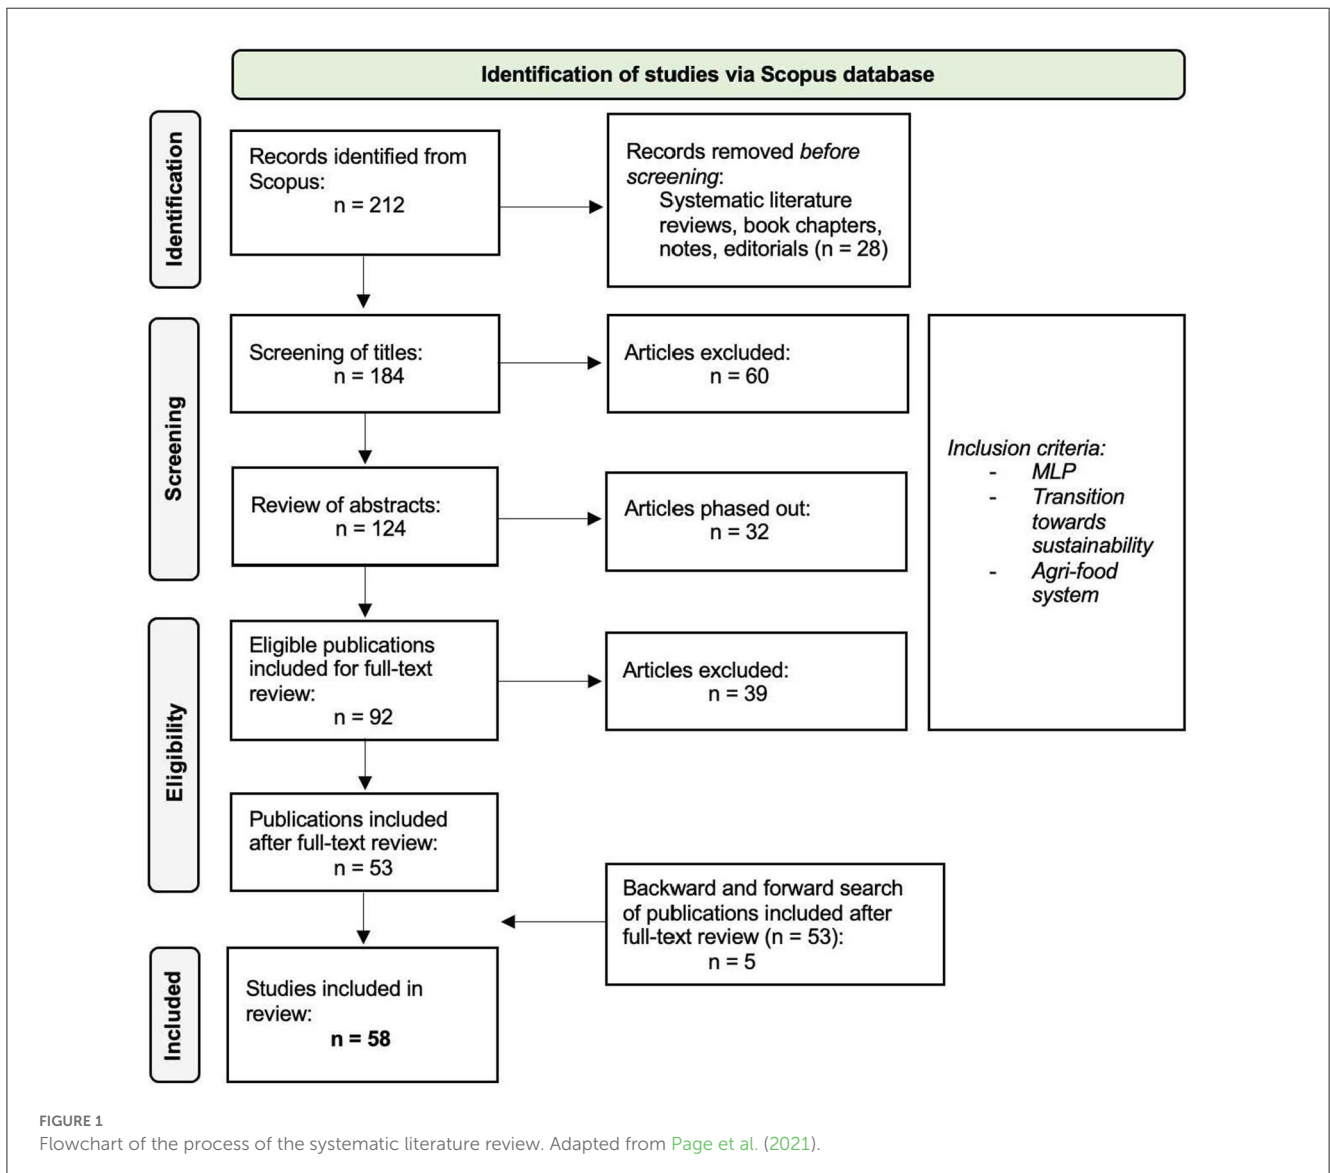 Identification of studies via Scopus database
Identification
Records identified from
Scopus:
n = 212
Records removed before
screening:
Systematic literature
reviews, book chapters,
notes, editorials (n = 28)
Screening
Screening of titles:
n = 184
Articles excluded:
n = 60
Inclusion criteria:
- MLP
- Transition
towards
sustainability
- Agri-food
system
Review of abstracts:
n = 124
Articles phased out:
n = 32
Eligibility
Eligible publications
included for full-text
review:
n = 92
Articles excluded:
n = 39
Publications included
after full-text review:
n = 53
Backward and forward search
of publications included after
full-text review (n = 53):
n = 5
Included
Studies included in
review:
n = 58
FIGURE 1
Flowchart of the process of the systematic literature review. Adapted from Page et al. (2021).